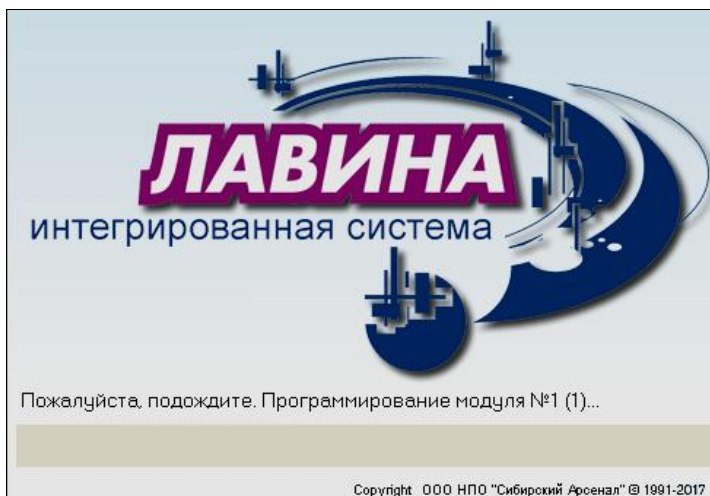 ЛАВИНА
интегрированная система
Пожалуйста, подождите. Программирование модуля №1 (1)...
Copyright ООО НПО "Сибирский Арсенал" © 1991-2017